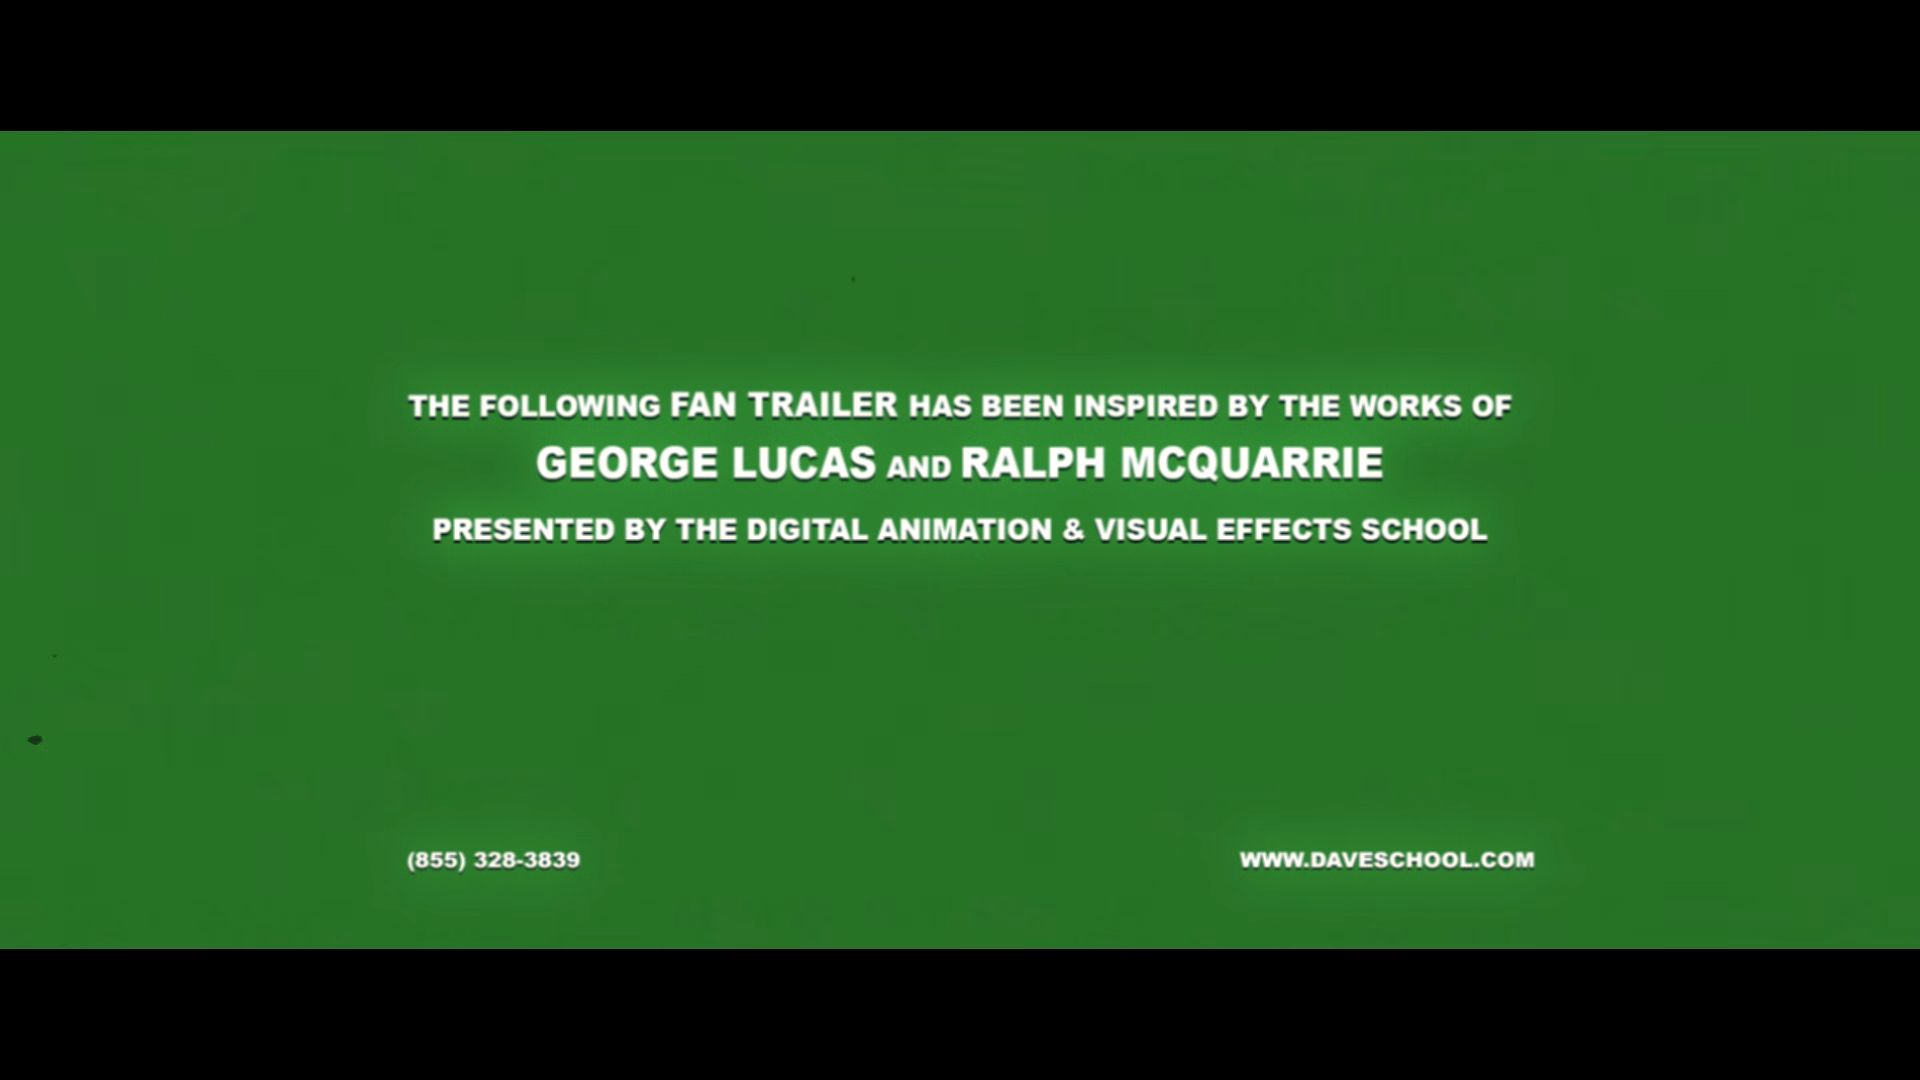 THE FOLLOWING FAN TRAILER HAS BEEN INSPIRED BY THE WORKS OF
GEORGE LUCAS AND RALPH MCQUARRIE
PRESENTED BY THE DIGITAL ANIMATION & VISUAL EFFECTS SCHOOL
(855) 328-3839
WWW.DAVESCHOOL.COM